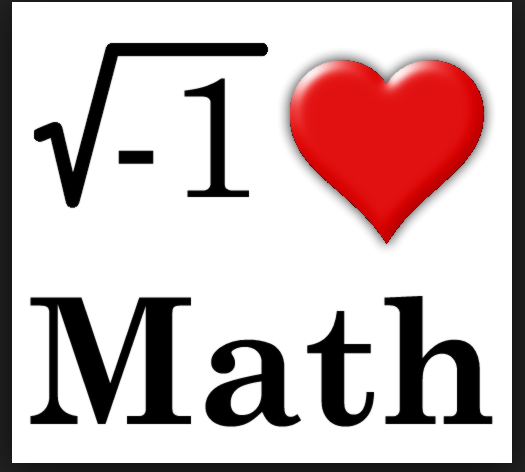 √-1 ❤
Math